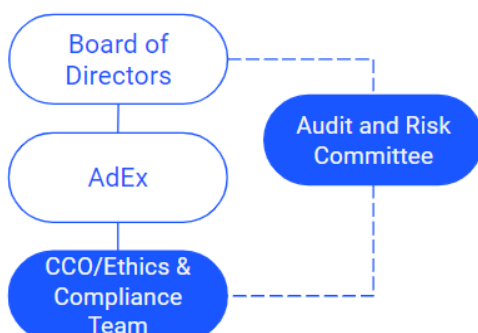 Board of
Directors
Audit and Risk
Committee
AdEx
CCO/Ethics &
Compliance
Team